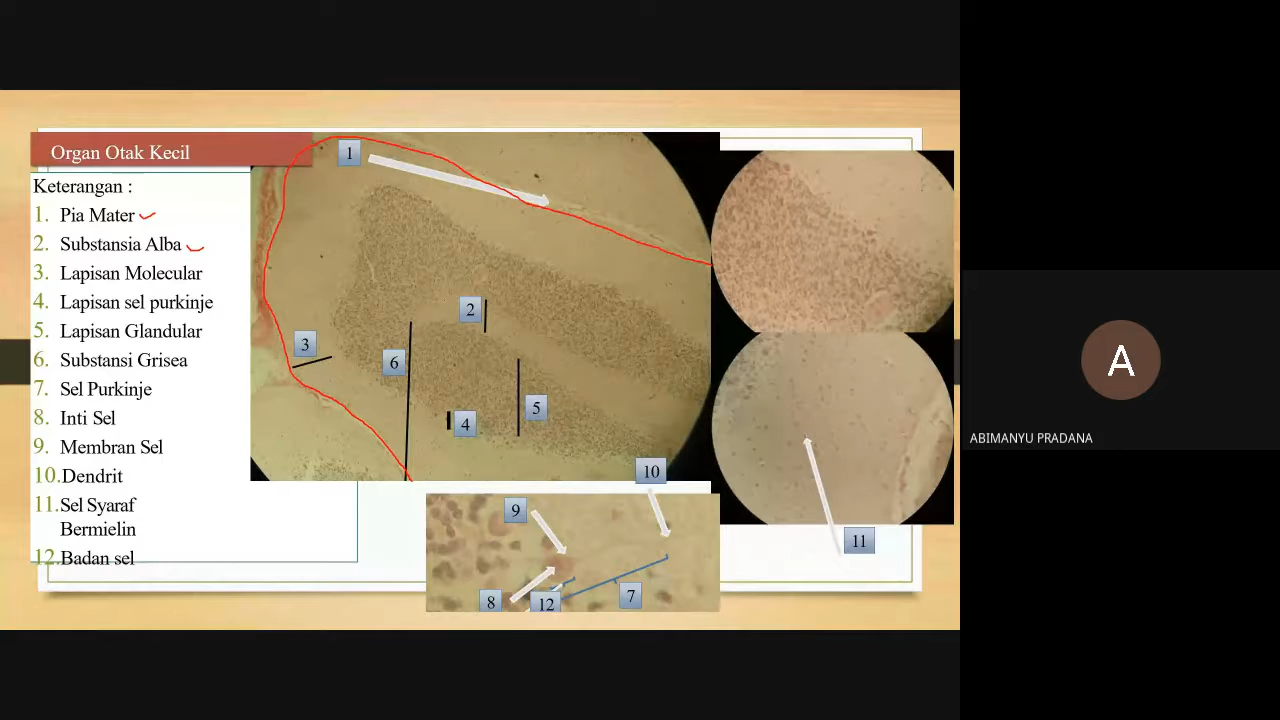 Organ Otak Kecil
Keterangan :
1. Pia Mater
2. Substansia Alba
3. Lapisan Molecular
4. Lapisan sel purkinje
5. Lapisan Glandular
6. Substansi Grisea
7. Sel Purkinje
8. Inti Sel
9. Membran Sel
10. Dendrit
11. Sel Syaraf
Bermielin
12. Badan sel
1
2
3
6
5
4
10
9
11
8
12
7
A
ABIMANYU PRADANA